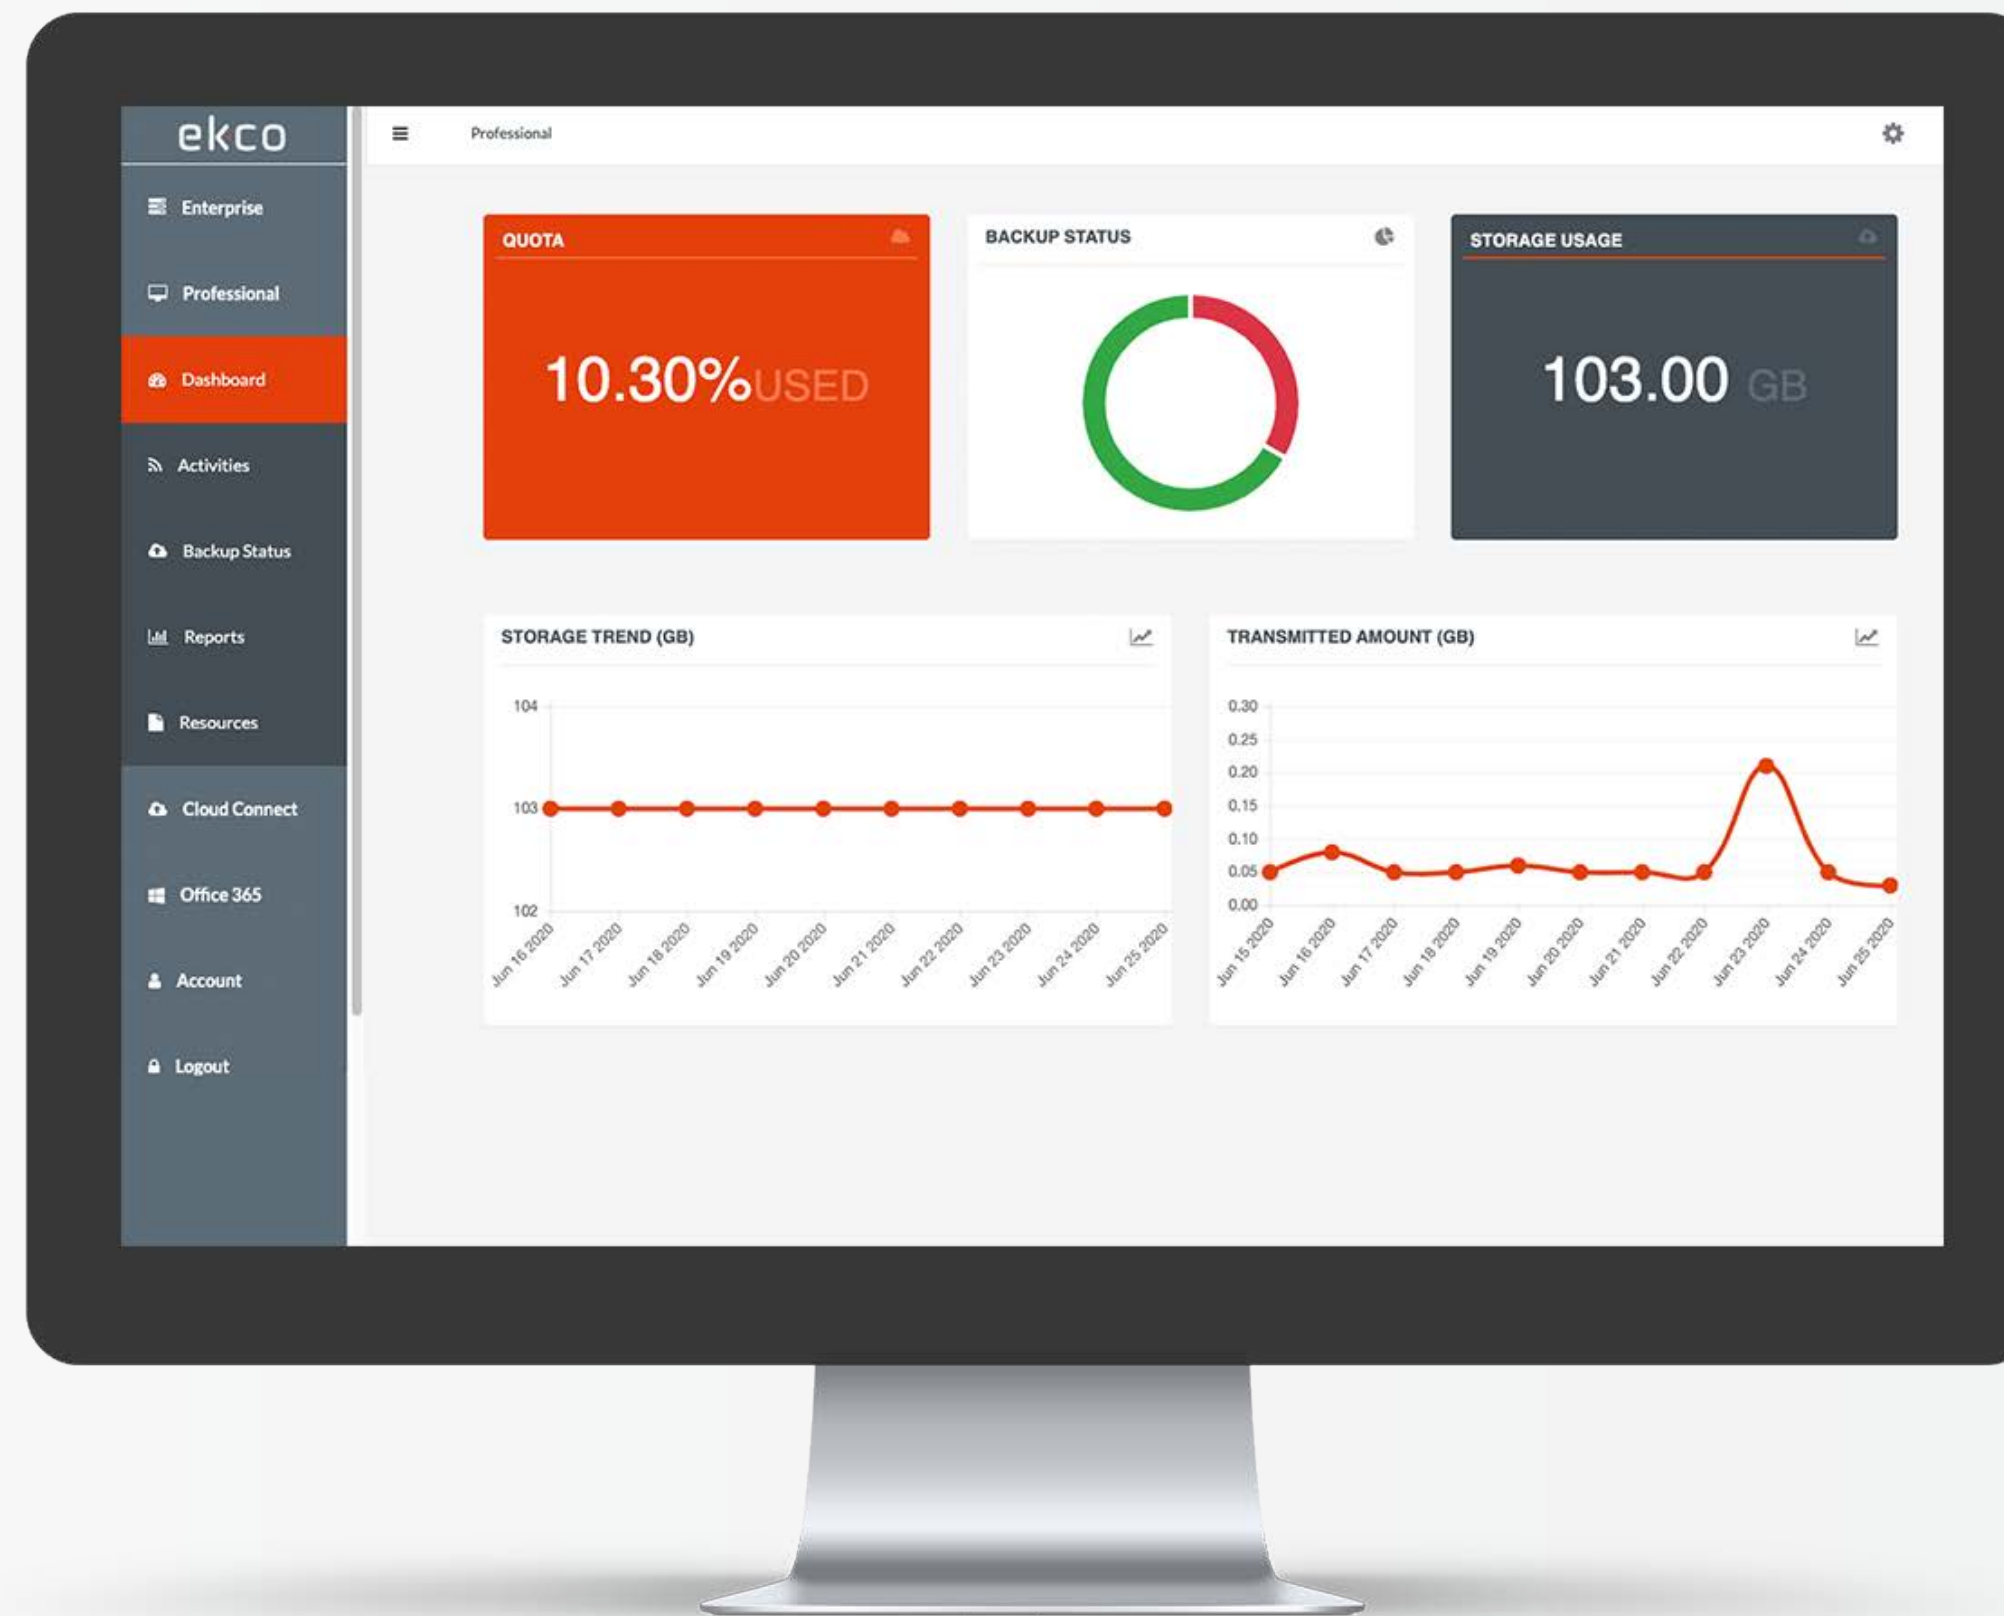 ekco
Professional
Enterprise
Professional
Dashboard
Activities
Backup Status
Reports
Resources
Cloud Connect
Office 365
Account
Logout
QUOTA
10.30%USED
BACKUP STATUS
STORAGE USAGE
103.00 GB
STORAGE TREND (GB)
104
103
102
Jun 16 2020
Jun 17 2020
Jun 18 2020
Jun 19 2020
Jun 20 2020
Jun 21 2020
Jun 22 2020
Jun 23 2020
Jun 24 2020
Jun 25 2020
TRANSMITTED AMOUNT (GB)
0.30
0.25
0.20
0.15
0.10
0.05
0.00
Jun 15 2020
Jun 16 2020
Jun 17 2020
Jun 18 2020
Jun 19 2020
Jun 20 2020
Jun 21 2020
Jun 22 2020
Jun 23 2020
Jun 24 2020
Jun 25 2020